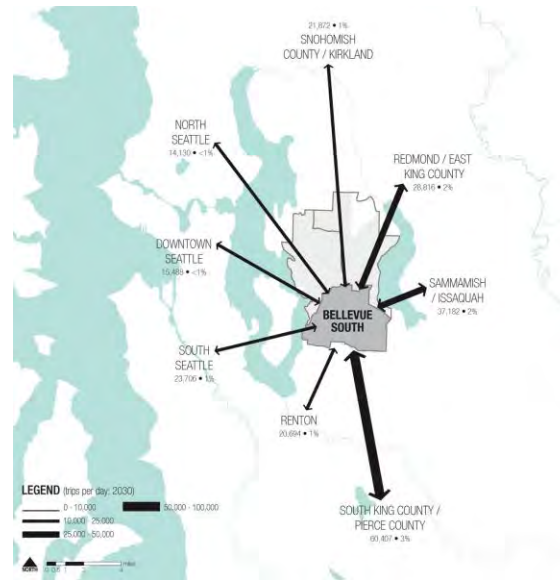 21,872 • 1%
SNOHOMISH
COUNTY / KIRKLAND
NORTH
SEATTLE
14,130 • <1%
REDMOND / EAST
KING COUNTY
28,816 • 2%
DOWNTOWN
SEATTLE
15,488 • <1%
SAMMAMISH
/ ISSAQUAH
37,182 • 2%
BELLEVUE
SOUTH
SOUTH
SEATTLE
23,706 • 1%
RENTON
20,694 • 1%
LEGEND (trips per day: 2030)
0 - 10,000
50,000 - 100,000
10,000 - 25,000
25,000 - 50,000
SOUTH KING COUNTY /
PIERCE COUNTY
60,407 • 3%